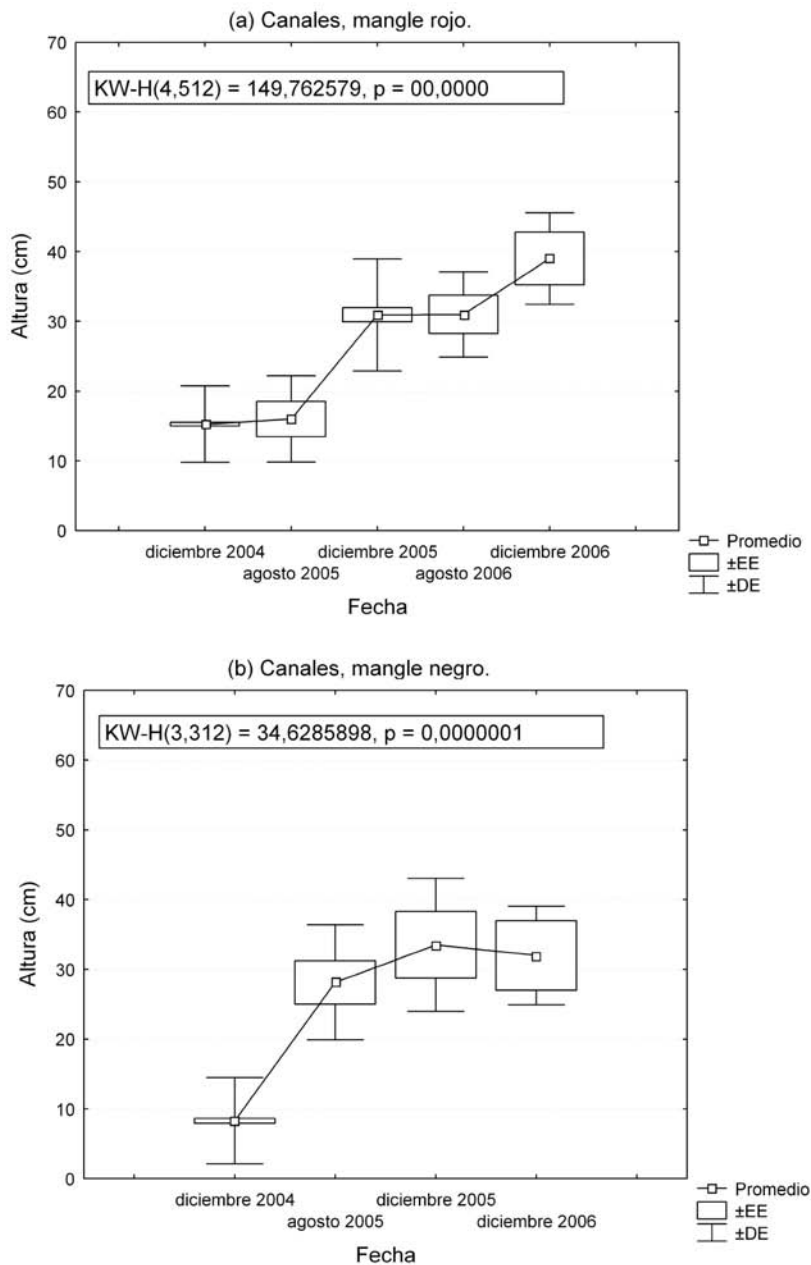 (a) Canales, mangle rojo.
KW-H(4,512) = 149,762579, p = 00,0000
Altura (cm)
70
60
50
40
30
20
10
0
diciembre 2004
agosto 2005
diciembre 2005
agosto 2006
diciembre 2006
Fecha
Promedio
±EE
±DE
(b) Canales, mangle negro.
KW-H(3,312) = 34,6285898, p = 0,0000001
Altura (cm)
70
60
50
40
30
20
10
0
diciembre 2004
agosto 2005
diciembre 2005
diciembre 2006
Fecha
Promedio
±EE
±DE